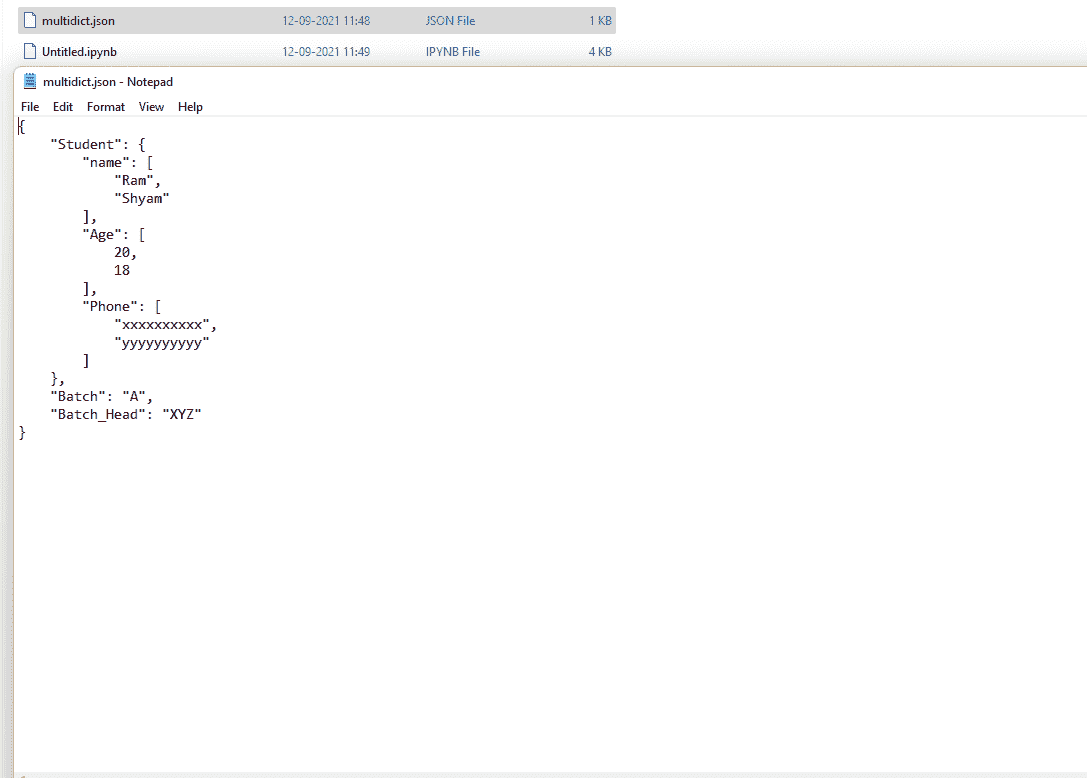 multidict.json 12-09-2021 11:48 JSON File 1 KB
Untitled.ipynb 12-09-2021 11:49 IPYNB File 4 KB
multidict.json - Notepad
File Edit Format View Help
{
    "Student": {
        "name": [
            "Ram",
            "Shyam"
        ],
        "Age": [
            20,
            18
        ],
        "Phone": [
            "xxxxxxxxxx",
            "yyyyyyyyyy"
        ]
    },
    "Batch": "A",
    "Batch_Head": "XYZ"
}